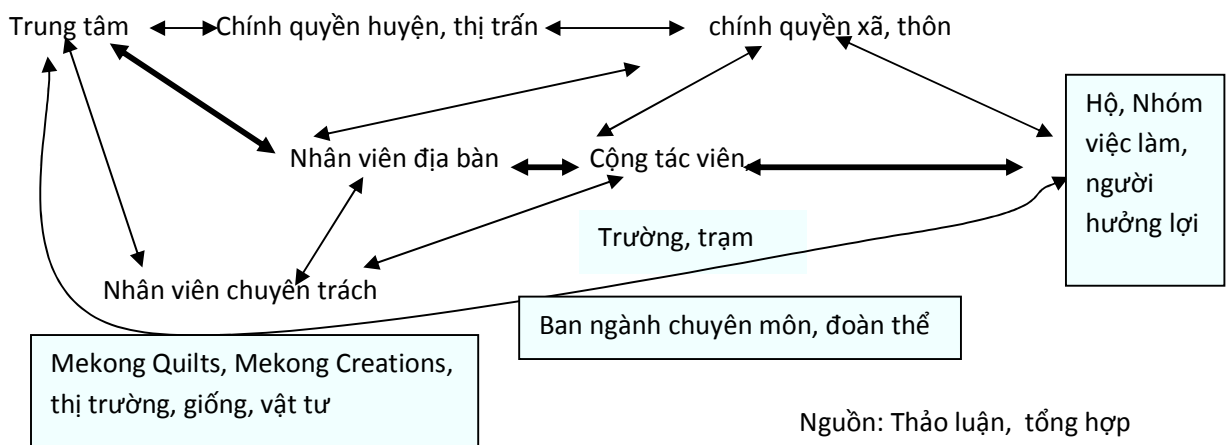 Trung tâm
Chính quyền huyện, thị trấn
chính quyền xã, thôn
Hộ, Nhóm
việc làm,
người
hưởng lợi
Nhân viên địa bàn
Cộng tác viên
Trường, trạm
Nhân viên chuyên trách
Ban ngành chuyên môn, đoàn thể
Mekong Quilts, Mekong Creations,
thị trường, giống, vật tư
Nguồn: Thảo luận, tổng hợp